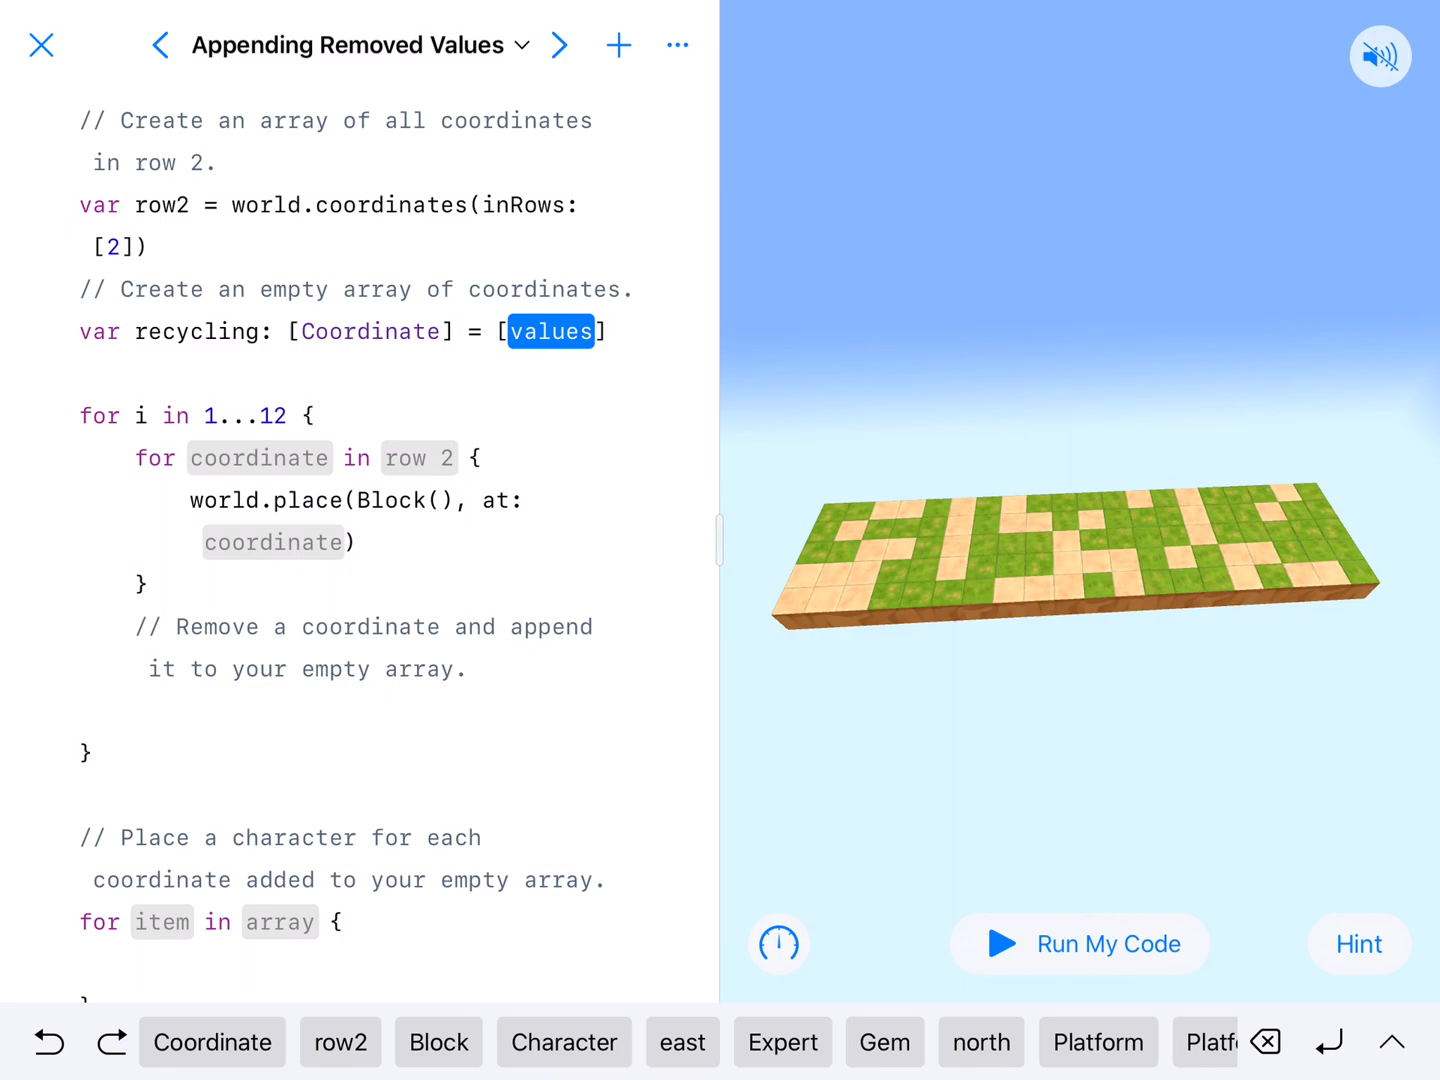 Appending Removed Values
// Create an array of all coordinates
in row 2.
var row2 = world.coordinates(inRows:
[2])
// Create an empty array of coordinates.
var recycling: [Coordinate] = [values]
for i in 1...12 {
for coordinate in row 2 {
world.place(Block(), at:
coordinate)
}
// Remove a coordinate and append
it to your empty array.
}
// Place a character for each
coordinate added to your empty array.
for item in array {
Run My Code
Hint
Coordinate row2 Block Character east Expert Gem north Platform